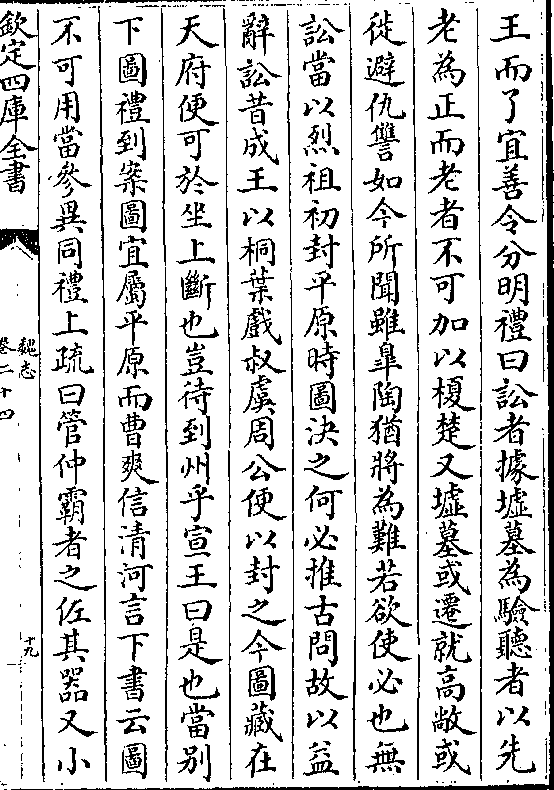 王而了宜善令分明禮曰訟者據墟墓為驗聽者以先
老為正而老者不可加以榎楚又墟墓或遷就高敞或
徙避仇讐如今所聞雖臯陶猶將為難若欲使必也無
訟當以烈祖初封平原時圖決之何必推古問故以益
辭訟昔成王以桐葉戲叔虞周公便以封之今圖藏在
天府便可於坐上斷也豈待到州乎宣王曰是也當别
下圖禮到案圖宜屬平原而曹爽信清河言下書云圖
不可用當參異同禮上疏曰管仲霸者之佐其器又小
欽定四庫全書
魏志
卷二十四
十九